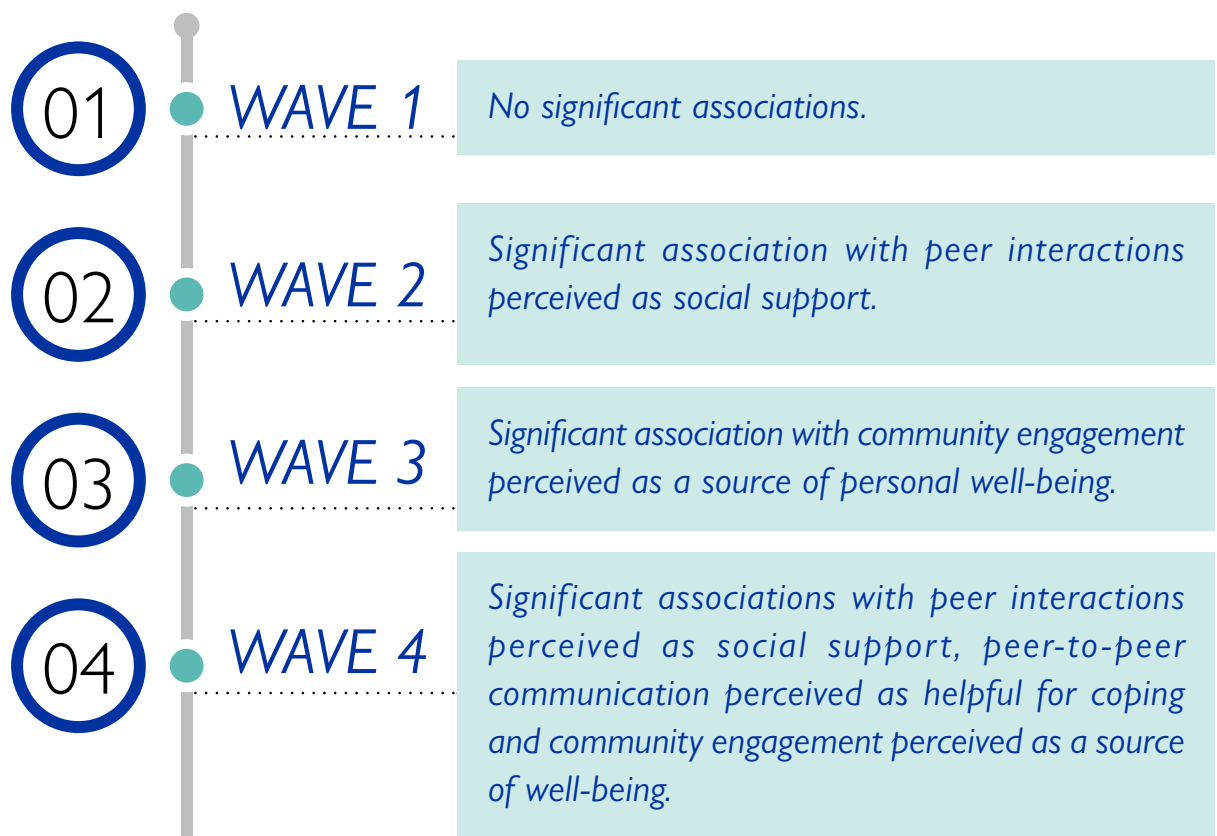 01
WAVE 1
No significant associations.
02
WAVE 2
Significant association with peer interactions
perceived as social support.
03
WAVE 3
Significant association with community engagement
perceived as a source of personal well-being.
04
WAVE 4
Significant associations with peer interactions
perceived as social support, peer-to-peer
communication perceived as helpful for coping
and community engagement perceived as a source
of well-being.